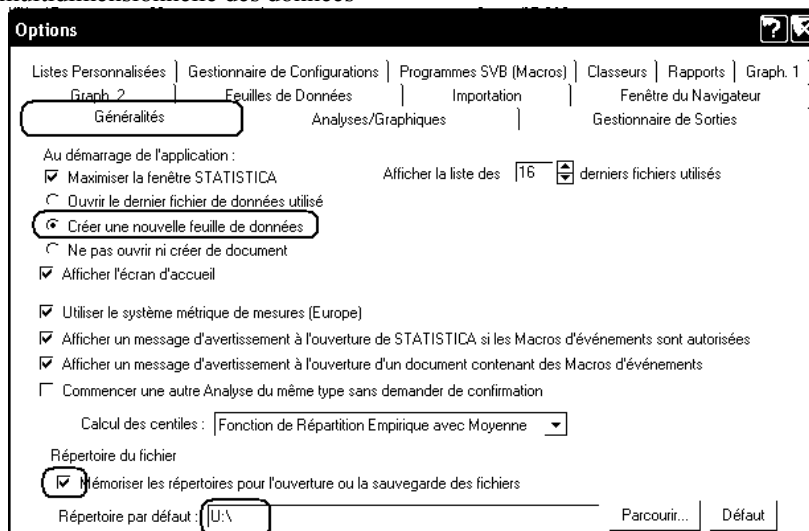 multidimensionnelle des données
Options
Listes Personnalisées Gestionnaire de Configurations Programmes SVB (Macros) Classeurs Rapports Graph. 1
Graph. 2 Feuilles de Données Importation Fenêtre du Navigateur
Généralités Analyses/Graphiques Gestionnaire de Sorties
Au démarrage de l'application :
Maximiser la fenêtre STATISTICA Afficher la liste des 16 derniers fichiers utilisés
Ouvrir le dernier fichier de données utilisé
Créer une nouvelle feuille de données
Ne pas ouvrir ni créer de document
Afficher l'écran d'accueil
Utiliser le système métrique de mesures (Europe)
Afficher un message d'avertissement à l'ouverture de STATISTICA si les Macros d'événements sont autorisées
Afficher un message d'avertissement à l'ouverture d'un document contenant des Macros d'événements
Commencer une autre Analyse du même type sans demander de confirmation
Calcul des centiles : Fonction de Répartition Empirique avec Moyenne
Répertoire du fichier
Mémoriser les répertoires pour l'ouverture ou la sauvegarde des fichiers
Répertoire par défaut : U:\ Parcourir... Défaut